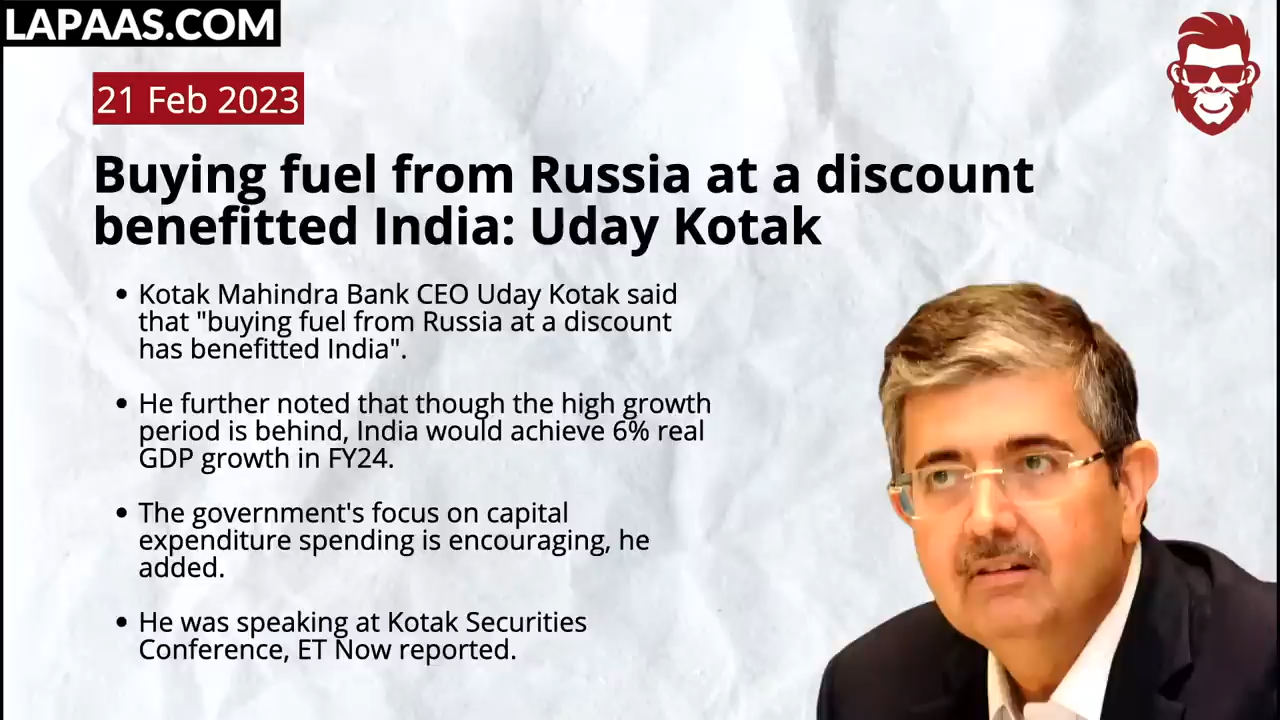 LAPAAS.COM
21 Feb 2023
Buying fuel from Russia at a discount
benefitted India: Uday Kotak
• Kotak Mahindra Bank CEO Uday Kotak said
that "buying fuel from Russia at a discount
has benefitted India".
• He further noted that though the high growth
period is behind, India would achieve 6% real
GDP growth in FY24.
• The government's focus on capital
expenditure spending is encouraging, he
added.
• He was speaking at Kotak Securities
Conference, ET Now reported.